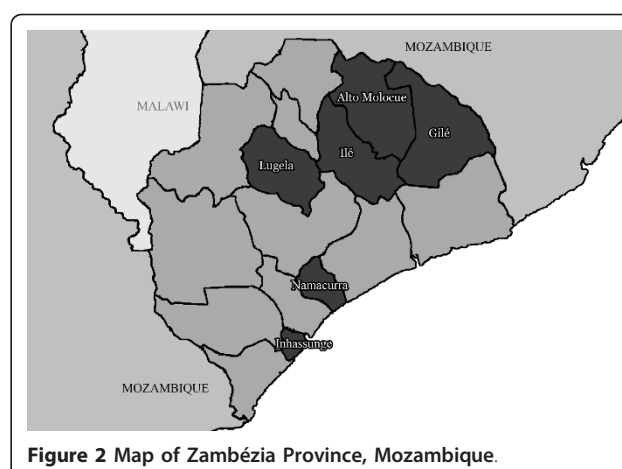 MOZAMBIQUE
MALAWI
Alto Molocue
Gilé
Ilé
Lugela
Namacurra
Inhassunge
MOZAMBIQUE
Figure 2 Map of Zambézia Province, Mozambique.